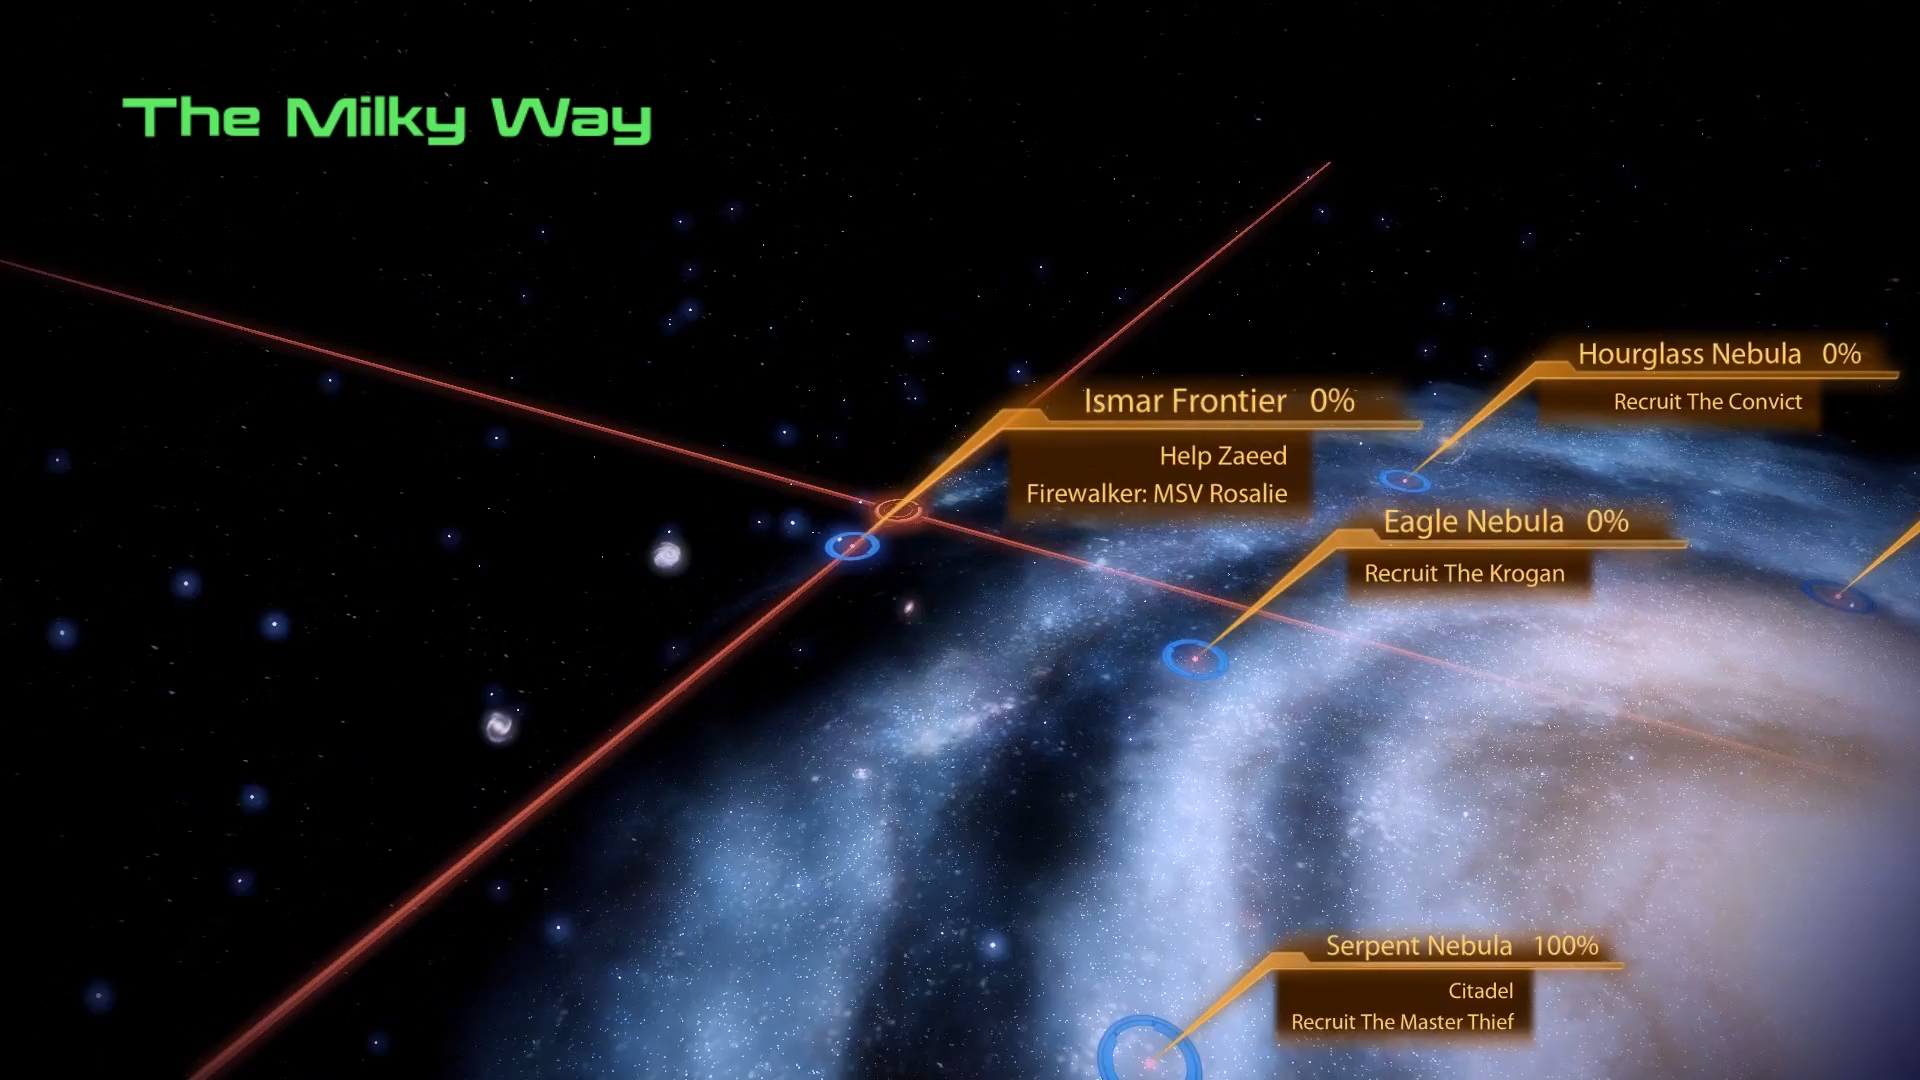 The Milky Way
Hourglass Nebula 0%
Recruit The Convict
Ismar Frontier 0%
Help Zaeed
Firewalker: MSV Rosalie
Eagle Nebula 0%
Recruit The Krogan
Serpent Nebula 100%
Citadel
Recruit The Master Thief